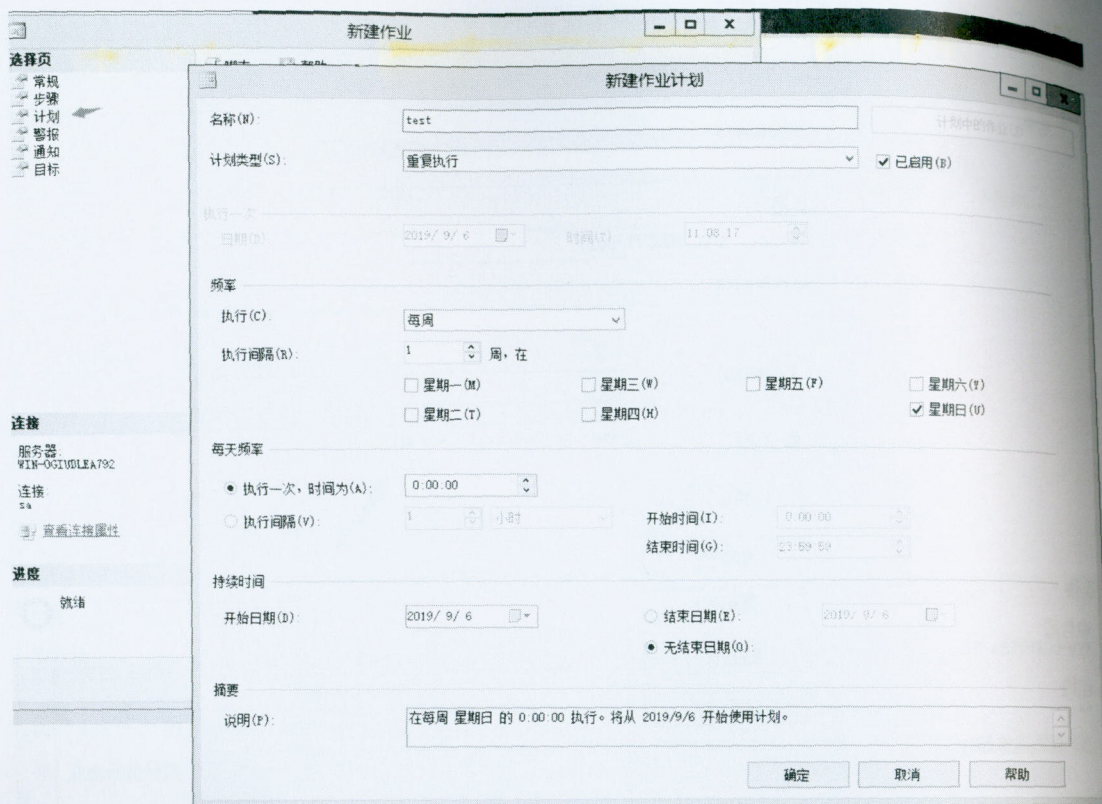 新建作业
选择页
脚本 帮助
常规
步骤
计划
警报
通知
目标
新建作业计划
名称(N): test
计划类型(S): 重复执行 已启用(B)
执行一次
日期(D) 2019/ 9/ 6 时间(T) 11:03:17
频率
执行(C): 每周
执行间隔(R): 1 周，在
星期一(M) 星期三(W) 星期五(F) 星期六(Y)
星期二(T) 星期四(H) 星期日(U)
每天频率
执行一次，时间为(A): 0:00:00
执行间隔(V): 1 小时 开始时间(I): 0:00:00
结束时间(G): 23:59:59
持续时间
开始日期(D): 2019/ 9/ 6 结束日期(E): 2019/ 9/ 6
无结束日期(O):
摘要
说明(P): 在每周 星期日 的 0:00:00 执行。将从 2019/9/6 开始使用计划。
确定 取消 帮助
连接
服务器:
WIN-OGIUDLEA792
连接:
sa
查看连接属性
进度
就绪